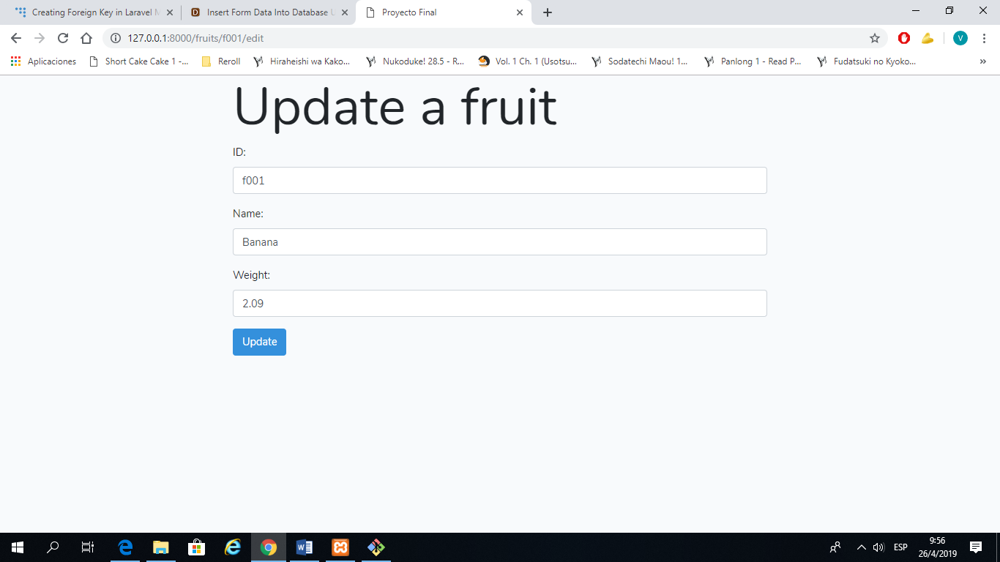 Creating Foreign Key in Laravel M
Insert Form Data Into Database U
Proyecto Final
127.0.0.1:8000/fruits/f001/edit
V
Aplicaciones
Short Cake Cake 1 -...
Reroll
Hiraheishi wa Kako...
Nukoduke! 28.5 - R...
Vol. 1 Ch. 1 (Usotsu...
Sodatechi Maou! 1...
Panlong 1 - Read P...
Fudatsuki no Kyoko...
»
Update a fruit
ID:
f001
Name:
Banana
Weight:
2.09
Update
ESP
9:56
26/4/2019